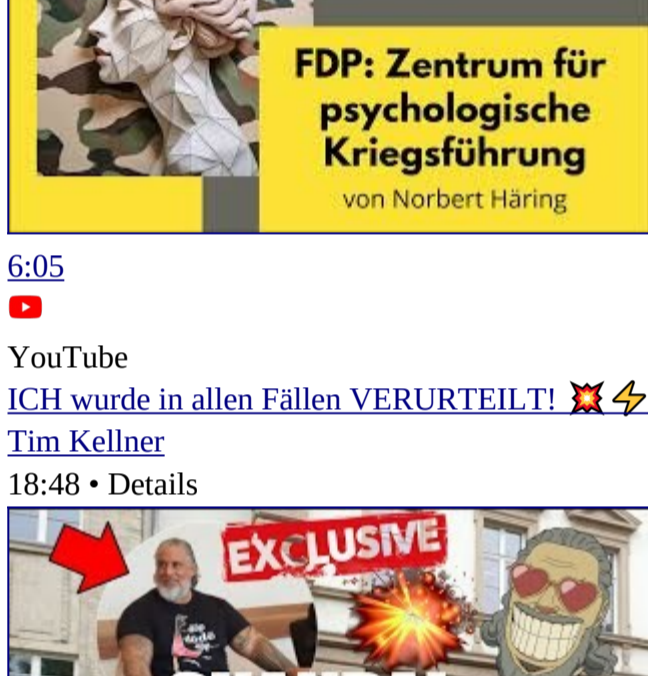 FDP: Zentrum für
psychologische
Kriegsführung
von Norbert Häring
6:05
YouTube
ICH wurde in allen Fällen VERURTEILT! 💥⚡
Tim Kellner
18:48 • Details
EXCLUSIVE